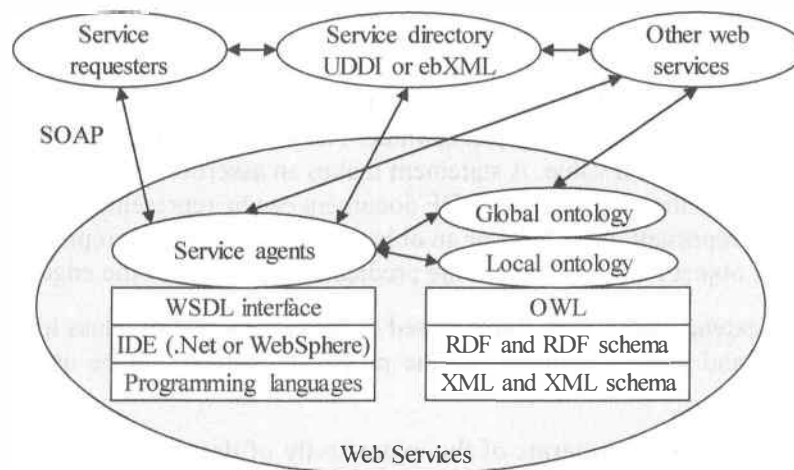 Service
requesters
Service directory
UDDI or ebXML
Other web
services
SOAP
Global ontology
Service agents
Local ontology
WSDL interface
OWL
IDE (.Net or WebSphere)
RDF and RDF schema
Programming languages
XML and XML schema
Web Services